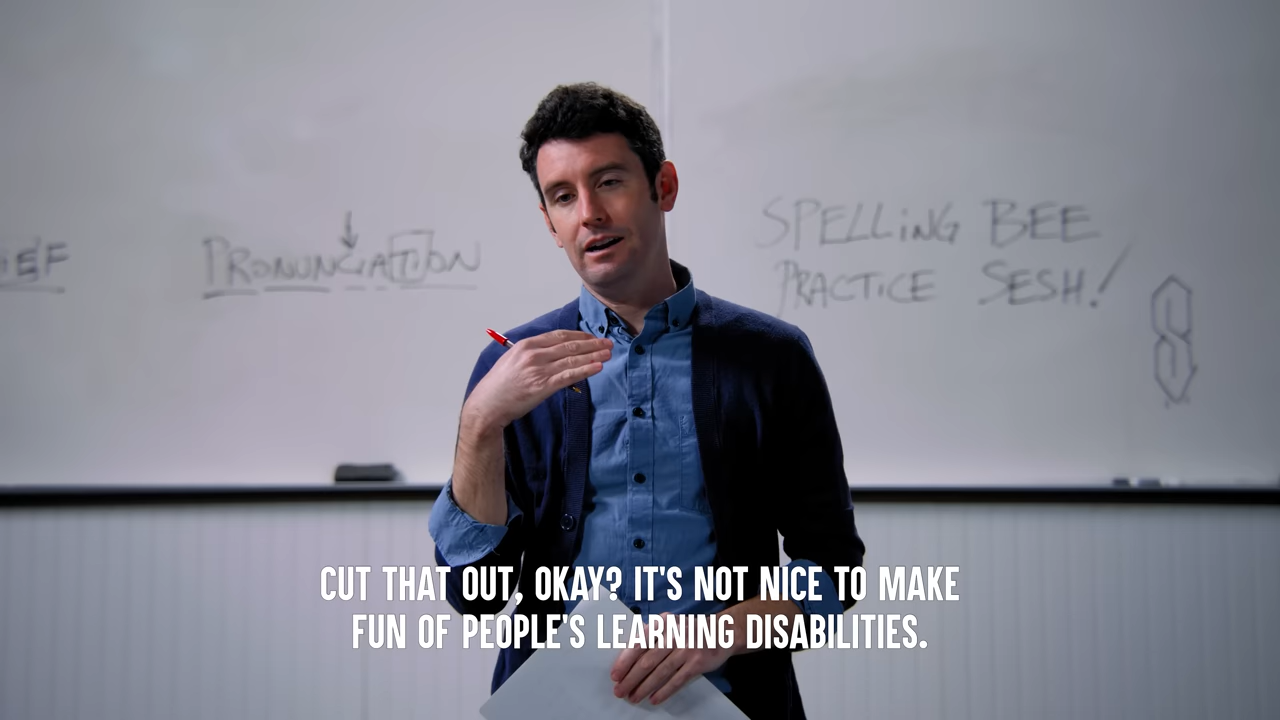 IEF
PRONUNCIATION
SPELLING BEE
PRACTICE SESH!
S
CUT THAT OUT, OKAY? IT'S NOT NICE TO MAKE
FUN OF PEOPLE'S LEARNING DISABILITIES.